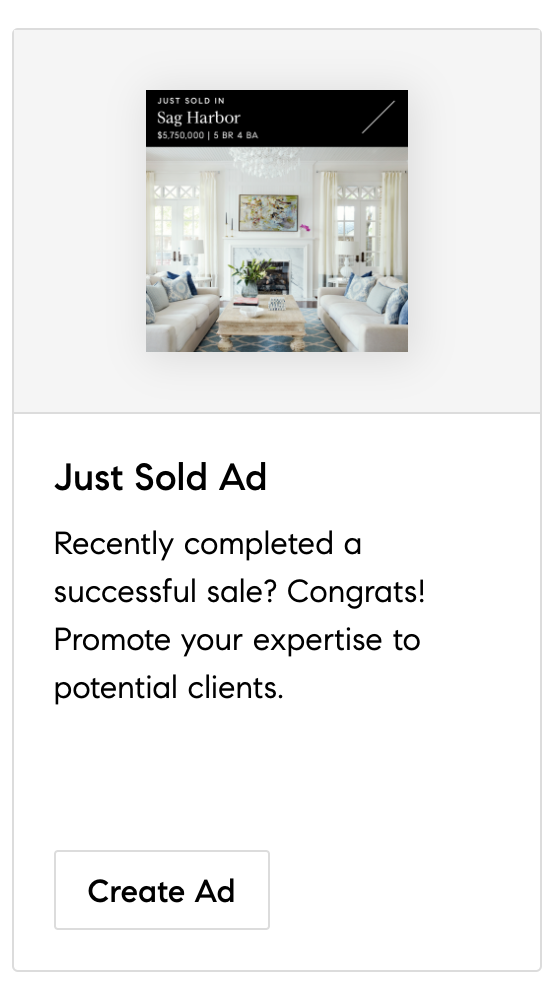 JUST SOLD IN
Sag Harbor
$5,750,000 | 5 BR 4 BA
Just Sold Ad
Recently completed a
successful sale? Congrats!
Promote your expertise to
potential clients.
Create Ad